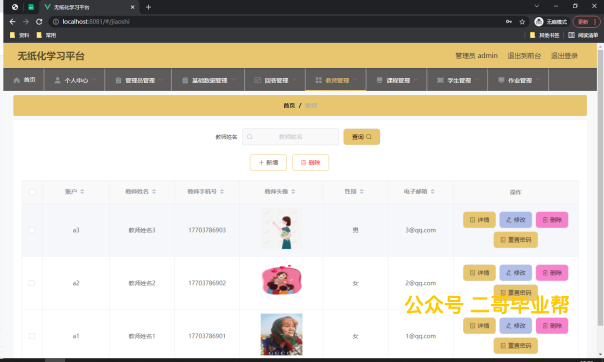 无纸化学习平台
localhost:8081/#/jiaoshi
无痕模式
更新
资料
常用
其他书签
阅读清单
无纸化学习平台
管理员 admin
退出到前台
退出登录
首页
个人中心
管理员管理
基础数据管理
回答管理
教师管理
课程管理
学生管理
作业管理
首页 / 教师
教师姓名
教师姓名
查询
+ 新增
删除
账户
教师姓名
教师手机号
教师头像
性别
电子邮箱
操作
a3
教师姓名3
17703786903
男
3@qq.com
详情
修改
删除
重置密码
a2
教师姓名2
17703786902
女
2@qq.com
详情
修改
删除
重置密码
公众号 二哥毕业帮
a1
教师姓名1
17703786901
女
1@qq.com
详情
修改
删除
重置密码